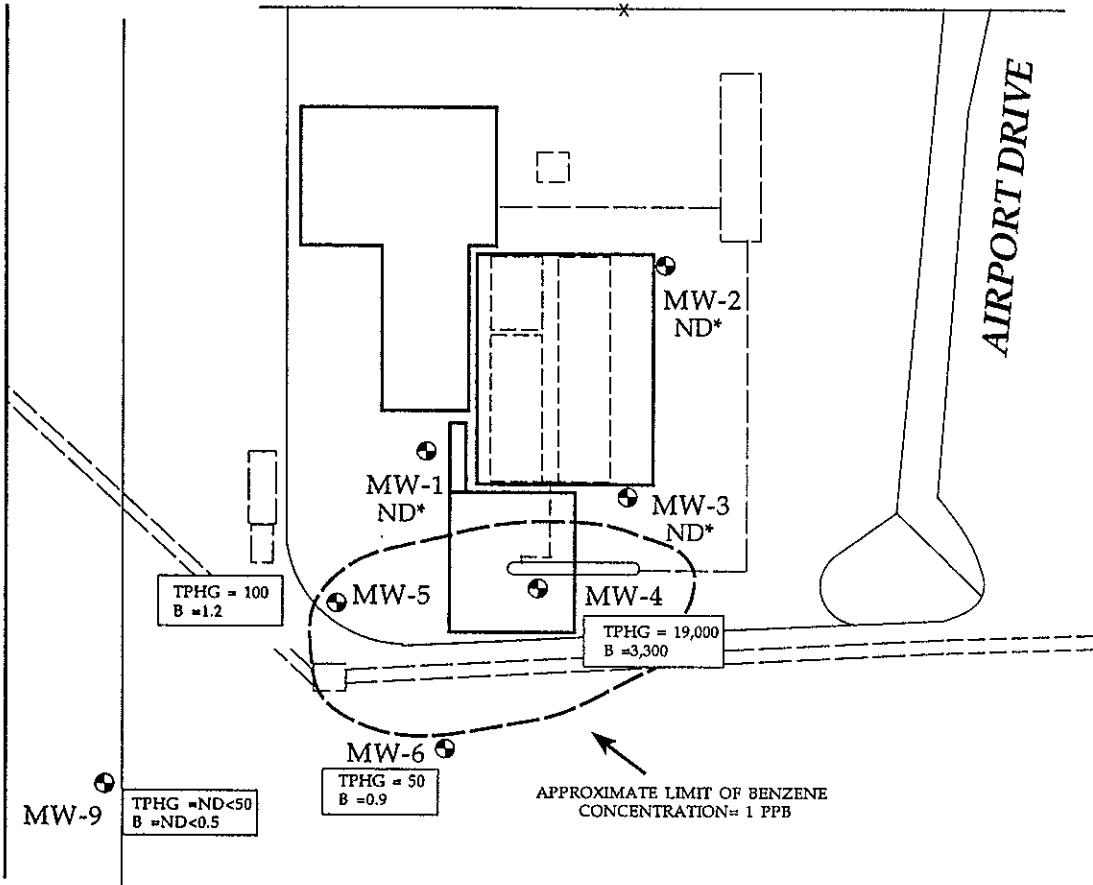 x
AIRPORT DRIVE
MW-2
ND*
MW-1
ND*
MW-3
ND*
TPHG = 100
B =1.2
MW-5
MW-4
TPHG = 19,000
B =3,300
MW-6
TPHG = 50
B =0.9
MW-9
TPHG =ND<50
B =ND<0.5
APPROXIMATE LIMIT OF BENZENE
CONCENTRATION= 1 PPB